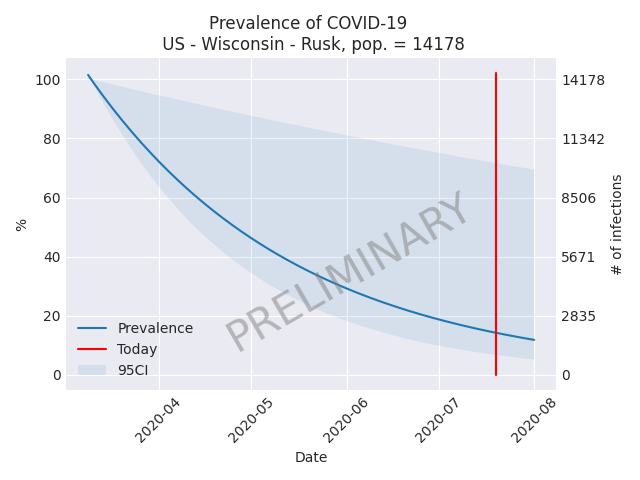 Prevalence of COVID-19
US - Wisconsin - Rusk, pop. = 14178
100
80
60
40
20
0
%
14178
11342
8506
5671
2835
0
# of infections
PRELIMINARY
Prevalence
Today
95CI
2020-04
2020-05
2020-06
2020-07
2020-08
Date